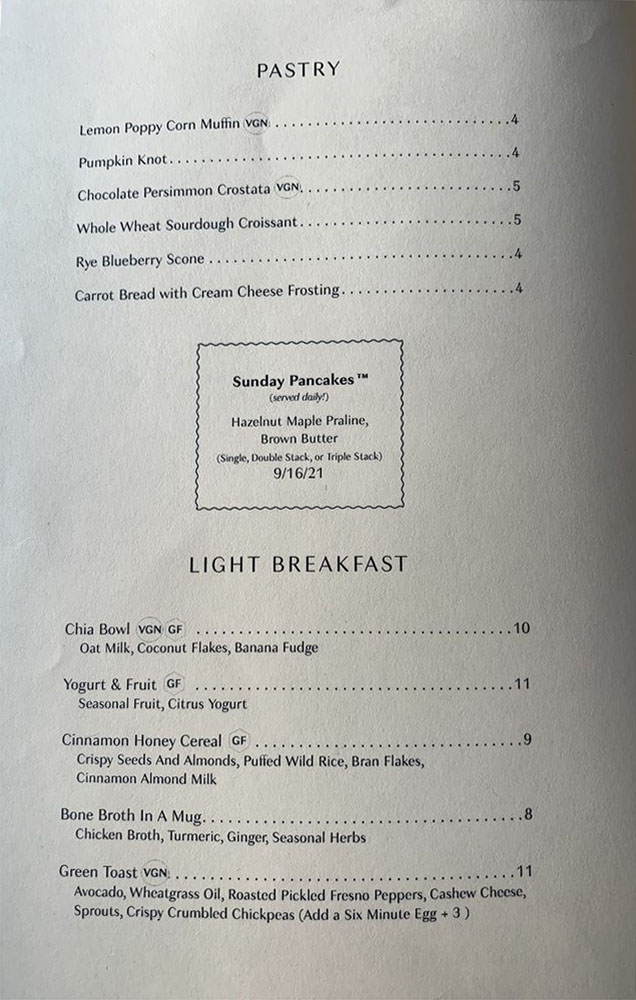 PASTRY
Lemon Poppy Corn Muffin VGN ..................................4
Pumpkin Knot..................................................4
Chocolate Persimmon Crostata VGN..............................5
Whole Wheat Sourdough Croissant...............................5
Rye Blueberry Scone ..........................................4
Carrot Bread with Cream Cheese Frosting.......................4
Sunday Pancakes™
(served daily!)
Hazelnut Maple Praline,
Brown Butter
(Single, Double Stack, or Triple Stack)
9/16/21
LIGHT BREAKFAST
Chia Bowl VGN GF .............................................10
Oat Milk, Coconut Flakes, Banana Fudge
Yogurt & Fruit GF ............................................11
Seasonal Fruit, Citrus Yogurt
Cinnamon Honey Cereal GF .....................................9
Crispy Seeds And Almonds, Puffed Wild Rice, Bran Flakes,
Cinnamon Almond Milk
Bone Broth In A Mug...........................................8
Chicken Broth, Turmeric, Ginger, Seasonal Herbs
Green Toast VGN ..............................................11
Avocado, Wheatgrass Oil, Roasted Pickled Fresno Peppers, Cashew Cheese,
Sprouts, Crispy Crumbled Chickpeas (Add a Six Minute Egg + 3 )